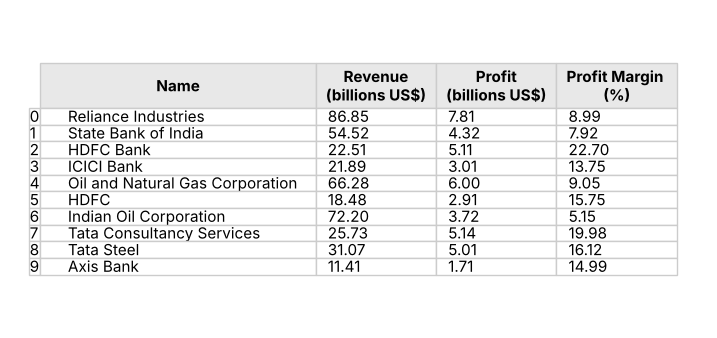 Name Revenue (billions US$) Profit (billions US$) Profit Margin (%)
0 Reliance Industries 86.85 7.81 8.99
1 State Bank of India 54.52 4.32 7.92
2 HDFC Bank 22.51 5.11 22.70
3 ICICI Bank 21.89 3.01 13.75
4 Oil and Natural Gas Corporation 66.28 6.00 9.05
5 HDFC 18.48 2.91 15.75
6 Indian Oil Corporation 72.20 3.72 5.15
7 Tata Consultancy Services 25.73 5.14 19.98
8 Tata Steel 31.07 5.01 16.12
9 Axis Bank 11.41 1.71 14.99